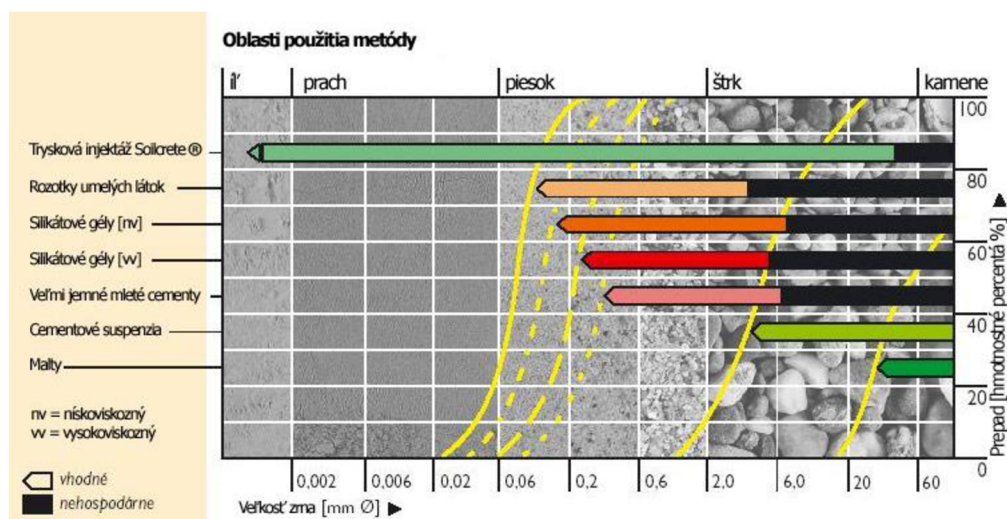 Oblasti použitia metódy
íľ prach piesok štrk kamene
Trysková injektáž Soilcrete ®
Rozotky umelých látok
Silikátové gély [nv]
Silikátové gély [vv]
Veľmi jemné mleté cementy
Cementové suspenzia
Malty
nv = nískoviskozný
vv = vysokoviskozný
vhodné
nehospodárne
100
80
60
40
20
0
Prepad [hmotnostné percentá %]
0,002 0,006 0,02 0,06 0,2 0,6 2,0 6,0 20 60
Veľkosť zrna [mm Ø]